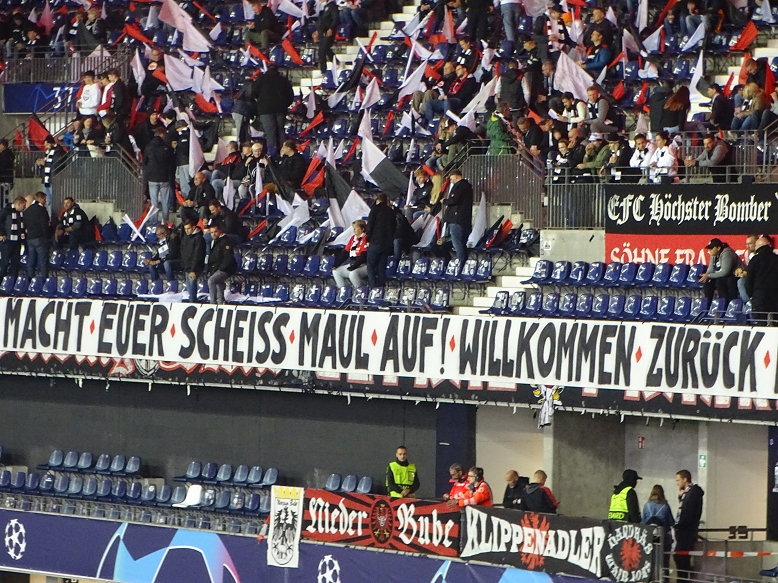 EFC Höchster Bomber
SÖHNE FRA
MACHT · EUER · SCHEISS · MAUL · AUF! WILLKOMMEN · ZURÜCK ·
Nieder Bube
KLIPPENADLER